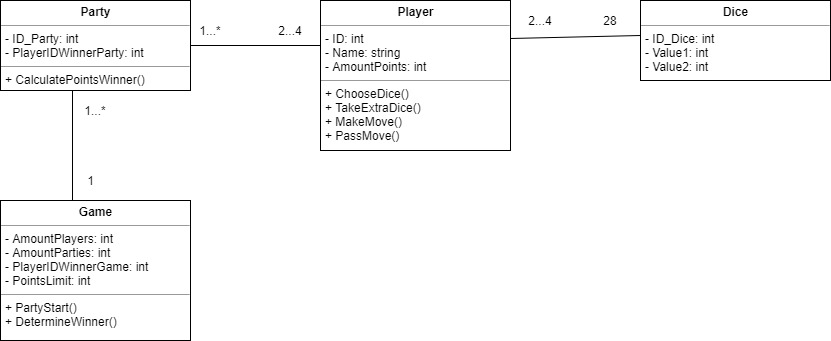 Party
- ID_Party: int
- PlayerIDWinnerParty: int
+ CalculatePointsWinner()
1...*
2...4
Player
- ID: int
- Name: string
- AmountPoints: int
+ ChooseDice()
+ TakeExtraDice()
+ MakeMove()
+ PassMove()
2...4
28
Dice
- ID_Dice: int
- Value1: int
- Value2: int
1...*
1
Game
- AmountPlayers: int
- AmountParties: int
- PlayerIDWinnerGame: int
- PointsLimit: int
+ PartyStart()
+ DetermineWinner()